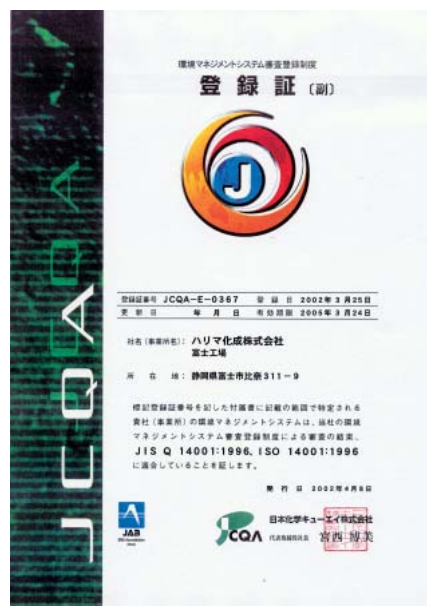 環境マネジメントシステム審査登録制度
登録証〔副〕
J
JCQA
登録証番号 JCQA-E-0367 登録日 2002年3月25日
更新日 年 月 日 有効期限 2005年3月24日
社名(事業所名): ハリマ化成株式会社
富士工場
所在地: 静岡県富士市比奈311-9
標記登録証番号を記した付属書に記載の範囲で特定される
貴社(事業所)の環境マネジメントシステムは、当社の環境
マネジメントシステム審査登録制度による審査の結果、
JIS Q 14001:1996, ISO 14001:1996
に適合していることを証します。
発行日 2002年4月8日
JAB
JCQA
日本化学キューエイ株式会社
代表取締役社長 宮西博美